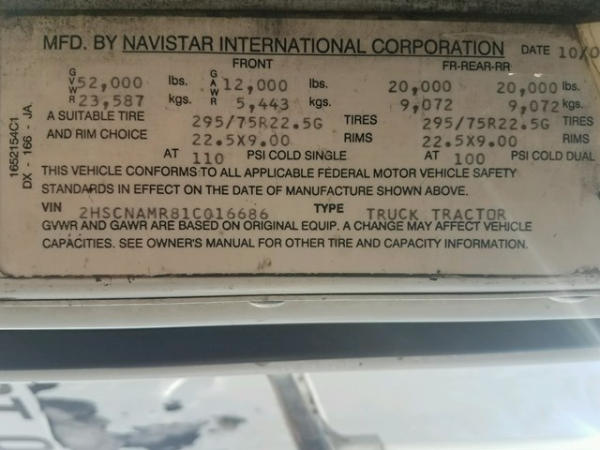 MFD. BY NAVISTAR INTERNATIONAL CORPORATION DATE 10/0
FRONT FR-REAR-RR
GVWR 52,000 lbs. GAWR 12,000 lbs. 20,000 20,000 lbs.
23,587 kgs. 5,443 kgs. 9,072 9,072 kgs.
A SUITABLE TIRE 295/75R22.5G TIRES 295/75R22.5G TIRES
AND RIM CHOICE 22.5X9.00 RIMS 22.5X9.00 RIMS
AT 110 PSI COLD SINGLE AT 100 PSI COLD DUAL
THIS VEHICLE CONFORMS TO ALL APPLICABLE FEDERAL MOTOR VEHICLE SAFETY
STANDARDS IN EFFECT ON THE DATE OF MANUFACTURE SHOWN ABOVE.
VIN 2HSCNAMR81C016686 TYPE TRUCK TRACTOR
GVWR AND GAWR ARE BASED ON ORIGINAL EQUIP. A CHANGE MAY AFFECT VEHICLE
CAPACITIES. SEE OWNER'S MANUAL FOR OTHER TIRE AND CAPACITY INFORMATION.
1652154C1
DX - 166 - JA